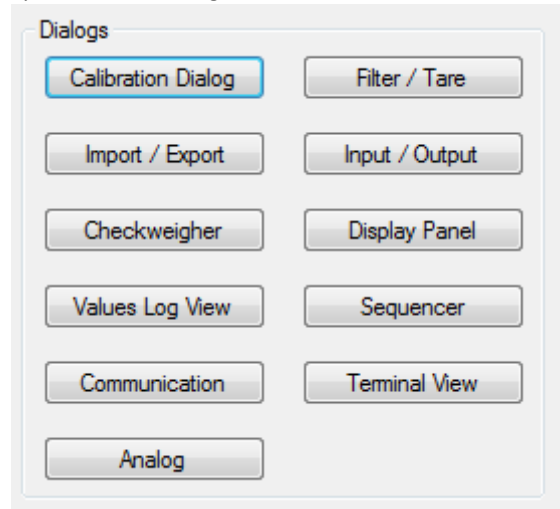 Dialogs
Calibration Dialog
Filter / Tare
Import / Export
Input / Output
Checkweigher
Display Panel
Values Log View
Sequencer
Communication
Terminal View
Analog